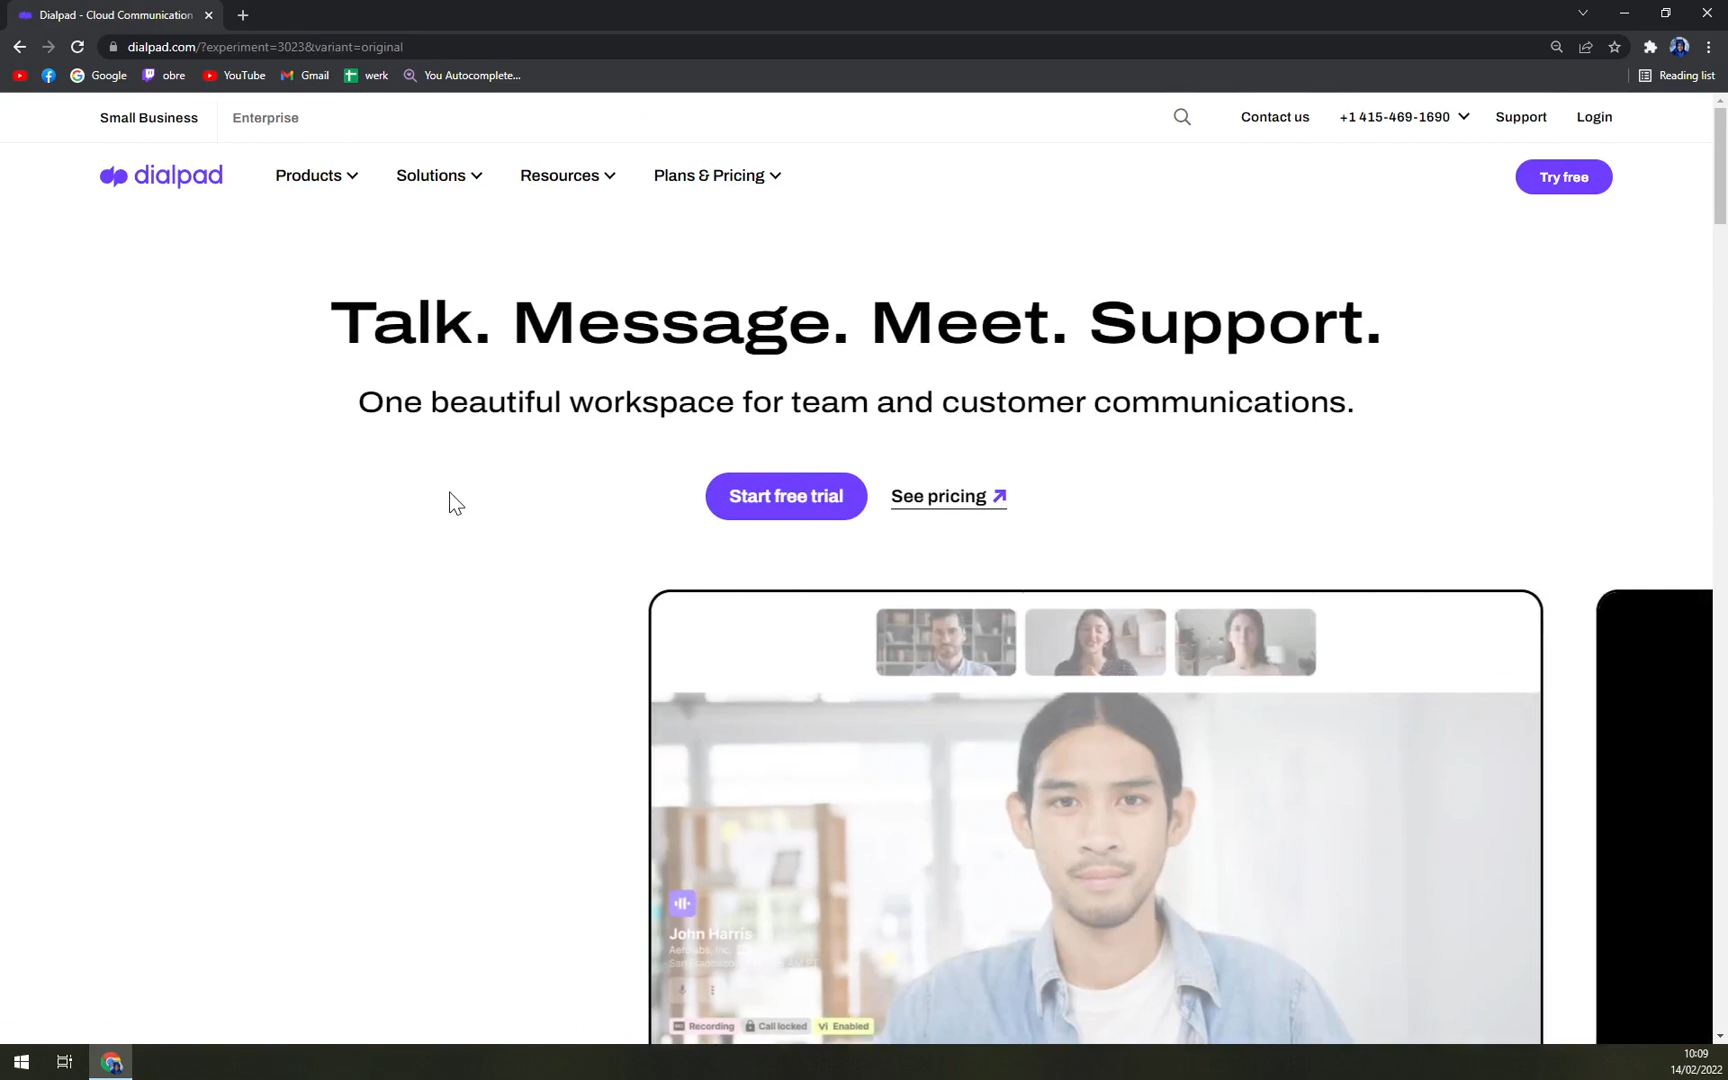 Dialpad - Cloud Communication
dialpad.com/?experiment=3023&variant=original
Google
obre
YouTube
Gmail
werk
You Autocomplete...
Reading list
Small Business
Enterprise
Contact us
+1 415-469-1690
Support
Login
dialpad
Products
Solutions
Resources
Plans & Pricing
Try free
Talk. Message. Meet. Support.
One beautiful workspace for team and customer communications.
Start free trial
See pricing
John Harris
Recording
Call locked
Vi Enabled
10:09
14/02/2022